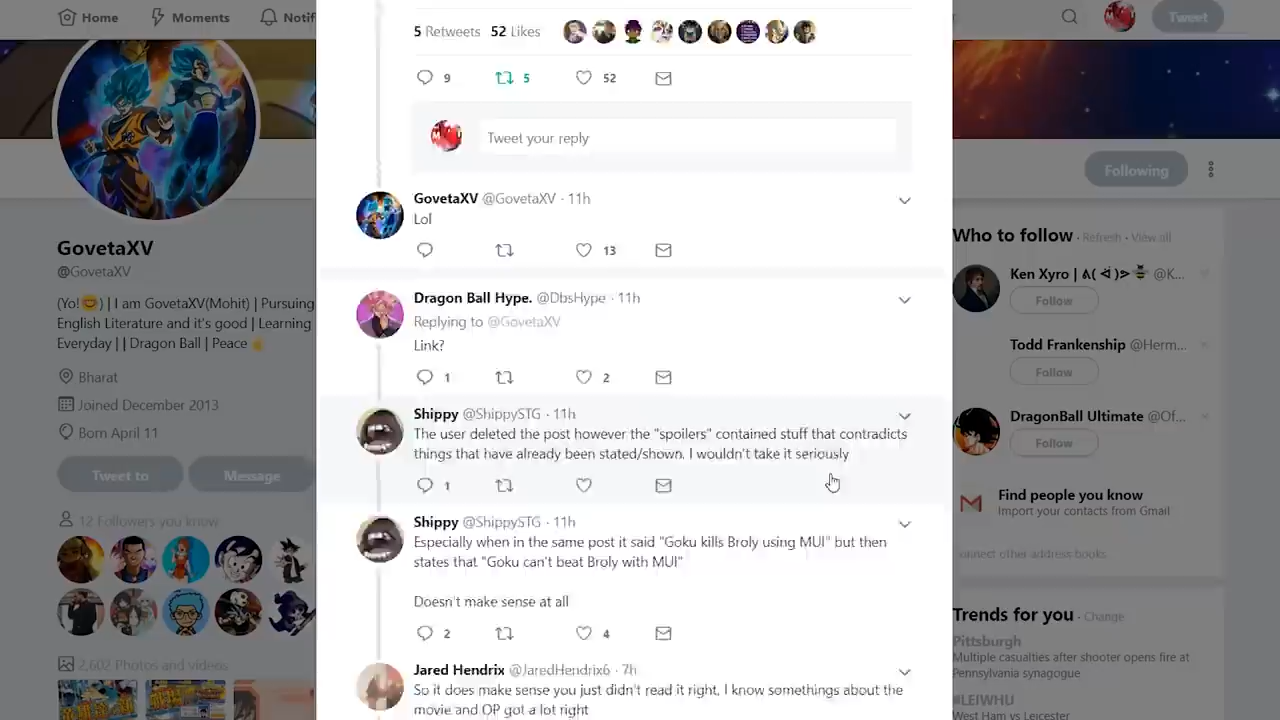 Home
Moments
Notif
Tweet
GovetaXV
@GovetaXV
(Yo!😊) | I am GovetaXV(Mohit) | Pursuing
English Literature and it's good | Learning
Everyday | | Dragon Ball | Peace
Bharat
Joined December 2013
Born April 11
Tweet to
Message
12 Followers you know
2,602 Photos and videos
5 Retweets 52 Likes
9 5 52
Tweet your reply
GovetaXV @GovetaXV · 11h
Lol
13
Dragon Ball Hype. @DbsHype · 11h
Replying to @GovetaXV
Link?
1 2
Shippy @ShippySTG · 11h
The user deleted the post however the "spoilers" contained stuff that contradicts
things that have already been stated/shown. I wouldn't take it seriously
1
Shippy @ShippySTG · 11h
Especially when in the same post it said "Goku kills Broly using MUI" but then
states that "Goku can't beat Broly with MUI"
Doesn't make sense at all
2 4
Jared Hendrix @JaredHendrix6 · 7h
So it does make sense you just didn't read it right, I know somethings about the
movie and OP got a lot right
Following
Who to follow · Refresh · View all
Ken Xyro | @K...
Follow
Todd Frankenship @Herm...
Follow
DragonBall Ultimate @Of...
Follow
Find people you know
Import your contacts from Gmail
connect other address books
Trends for you · Change
Pittsburgh
Multiple casualties after shooter opens fire at
Pennsylvania synagogue
#LEIWHU
West Ham vs Leicester